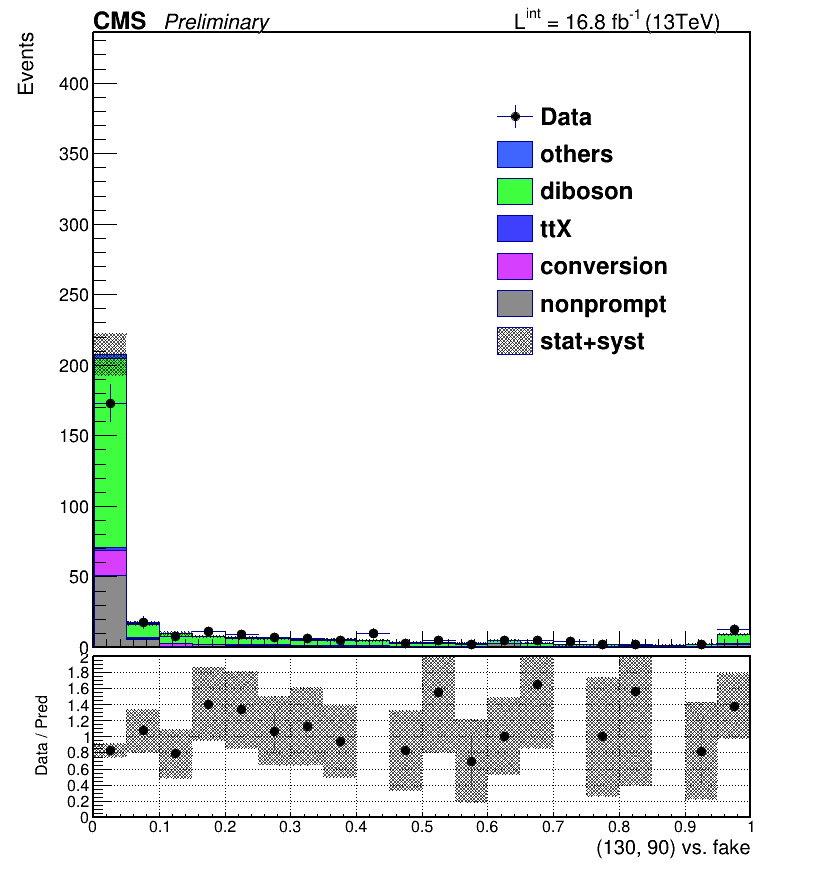 CMS Preliminary L^int = 16.8 fb^-1 (13TeV)
Events
400
350
300
250
200
150
100
50
0
Data
others
diboson
ttX
conversion
nonprompt
stat+syst
Data / Pred
2
1.8
1.6
1.4
1.2
1
0.8
0.6
0.4
0.2
0
0 0.1 0.2 0.3 0.4 0.5 0.6 0.7 0.8 0.9 1
(130, 90) vs. fake